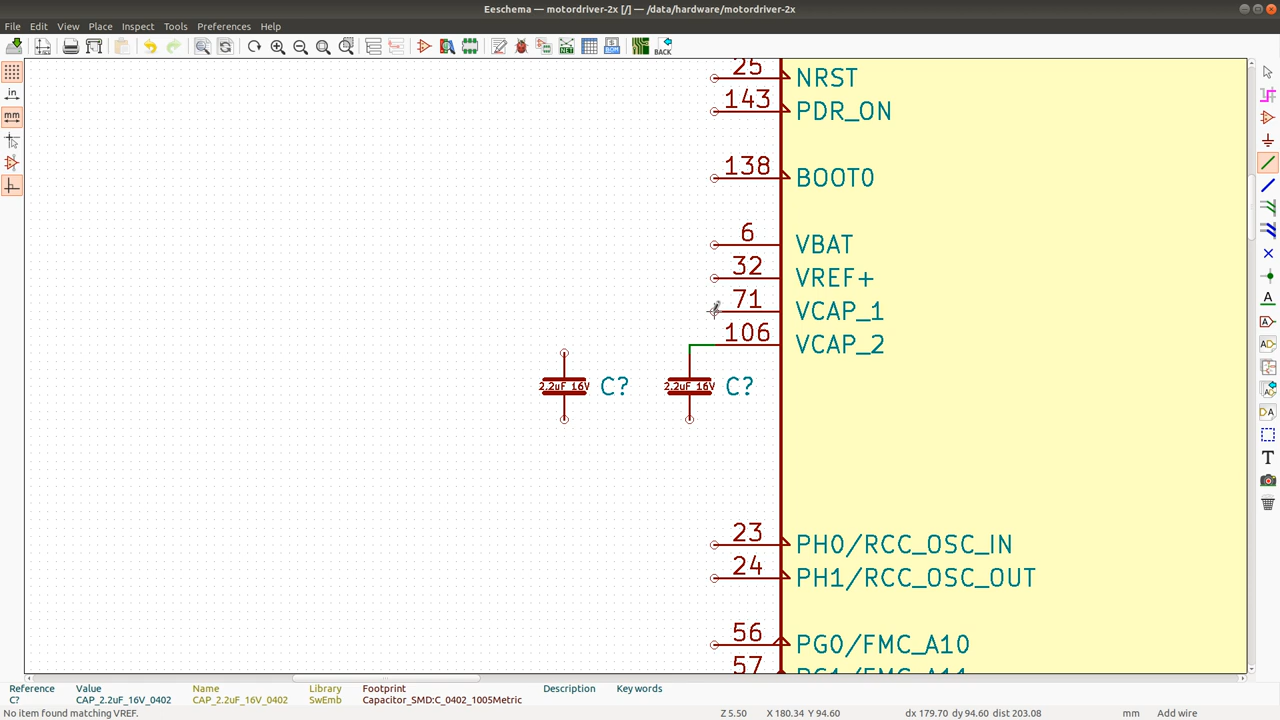 Eeschema — motordriver-2x [/] — /data/hardware/motordriver-2x
File Edit View Place Inspect Tools Preferences Help
BACK
in
mm
25 NRST
143 PDR_ON
138 BOOT0
6 VBAT
32 VREF+
71 VCAP_1
106 VCAP_2
2.2uF 16V C? 2.2uF 16V C?
23 PH0/RCC_OSC_IN
24 PH1/RCC_OSC_OUT
56 PG0/FMC_A10
57 PG1/FMC_A11
Reference Value Name Library Footprint Description Key words
C? CAP_2.2uF_16V_0402 CAP_2.2uF_16V_0402 SwEmb Capacitor_SMD:C_0402_1005Metric
No item found matching VREF. Z 5.50 X 180.34 Y 94.60 dx 179.70 dy 94.60 dist 203.08 mm Add wire